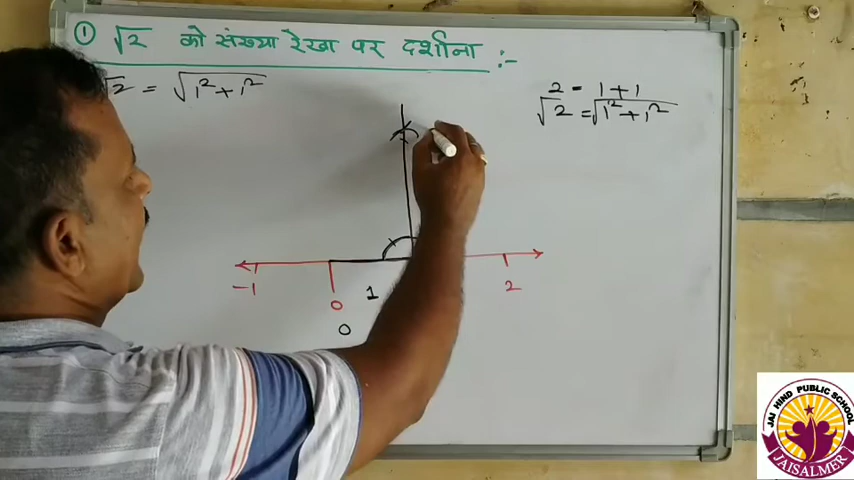 ① √2 को संख्या रेखा पर दर्शाना :-
√2 = √1²+1²
2 = 1+1
√2 = √1²+1²
-1 0 1 2
0
JAI HIND PUBLIC SCHOOL
JAISALMER